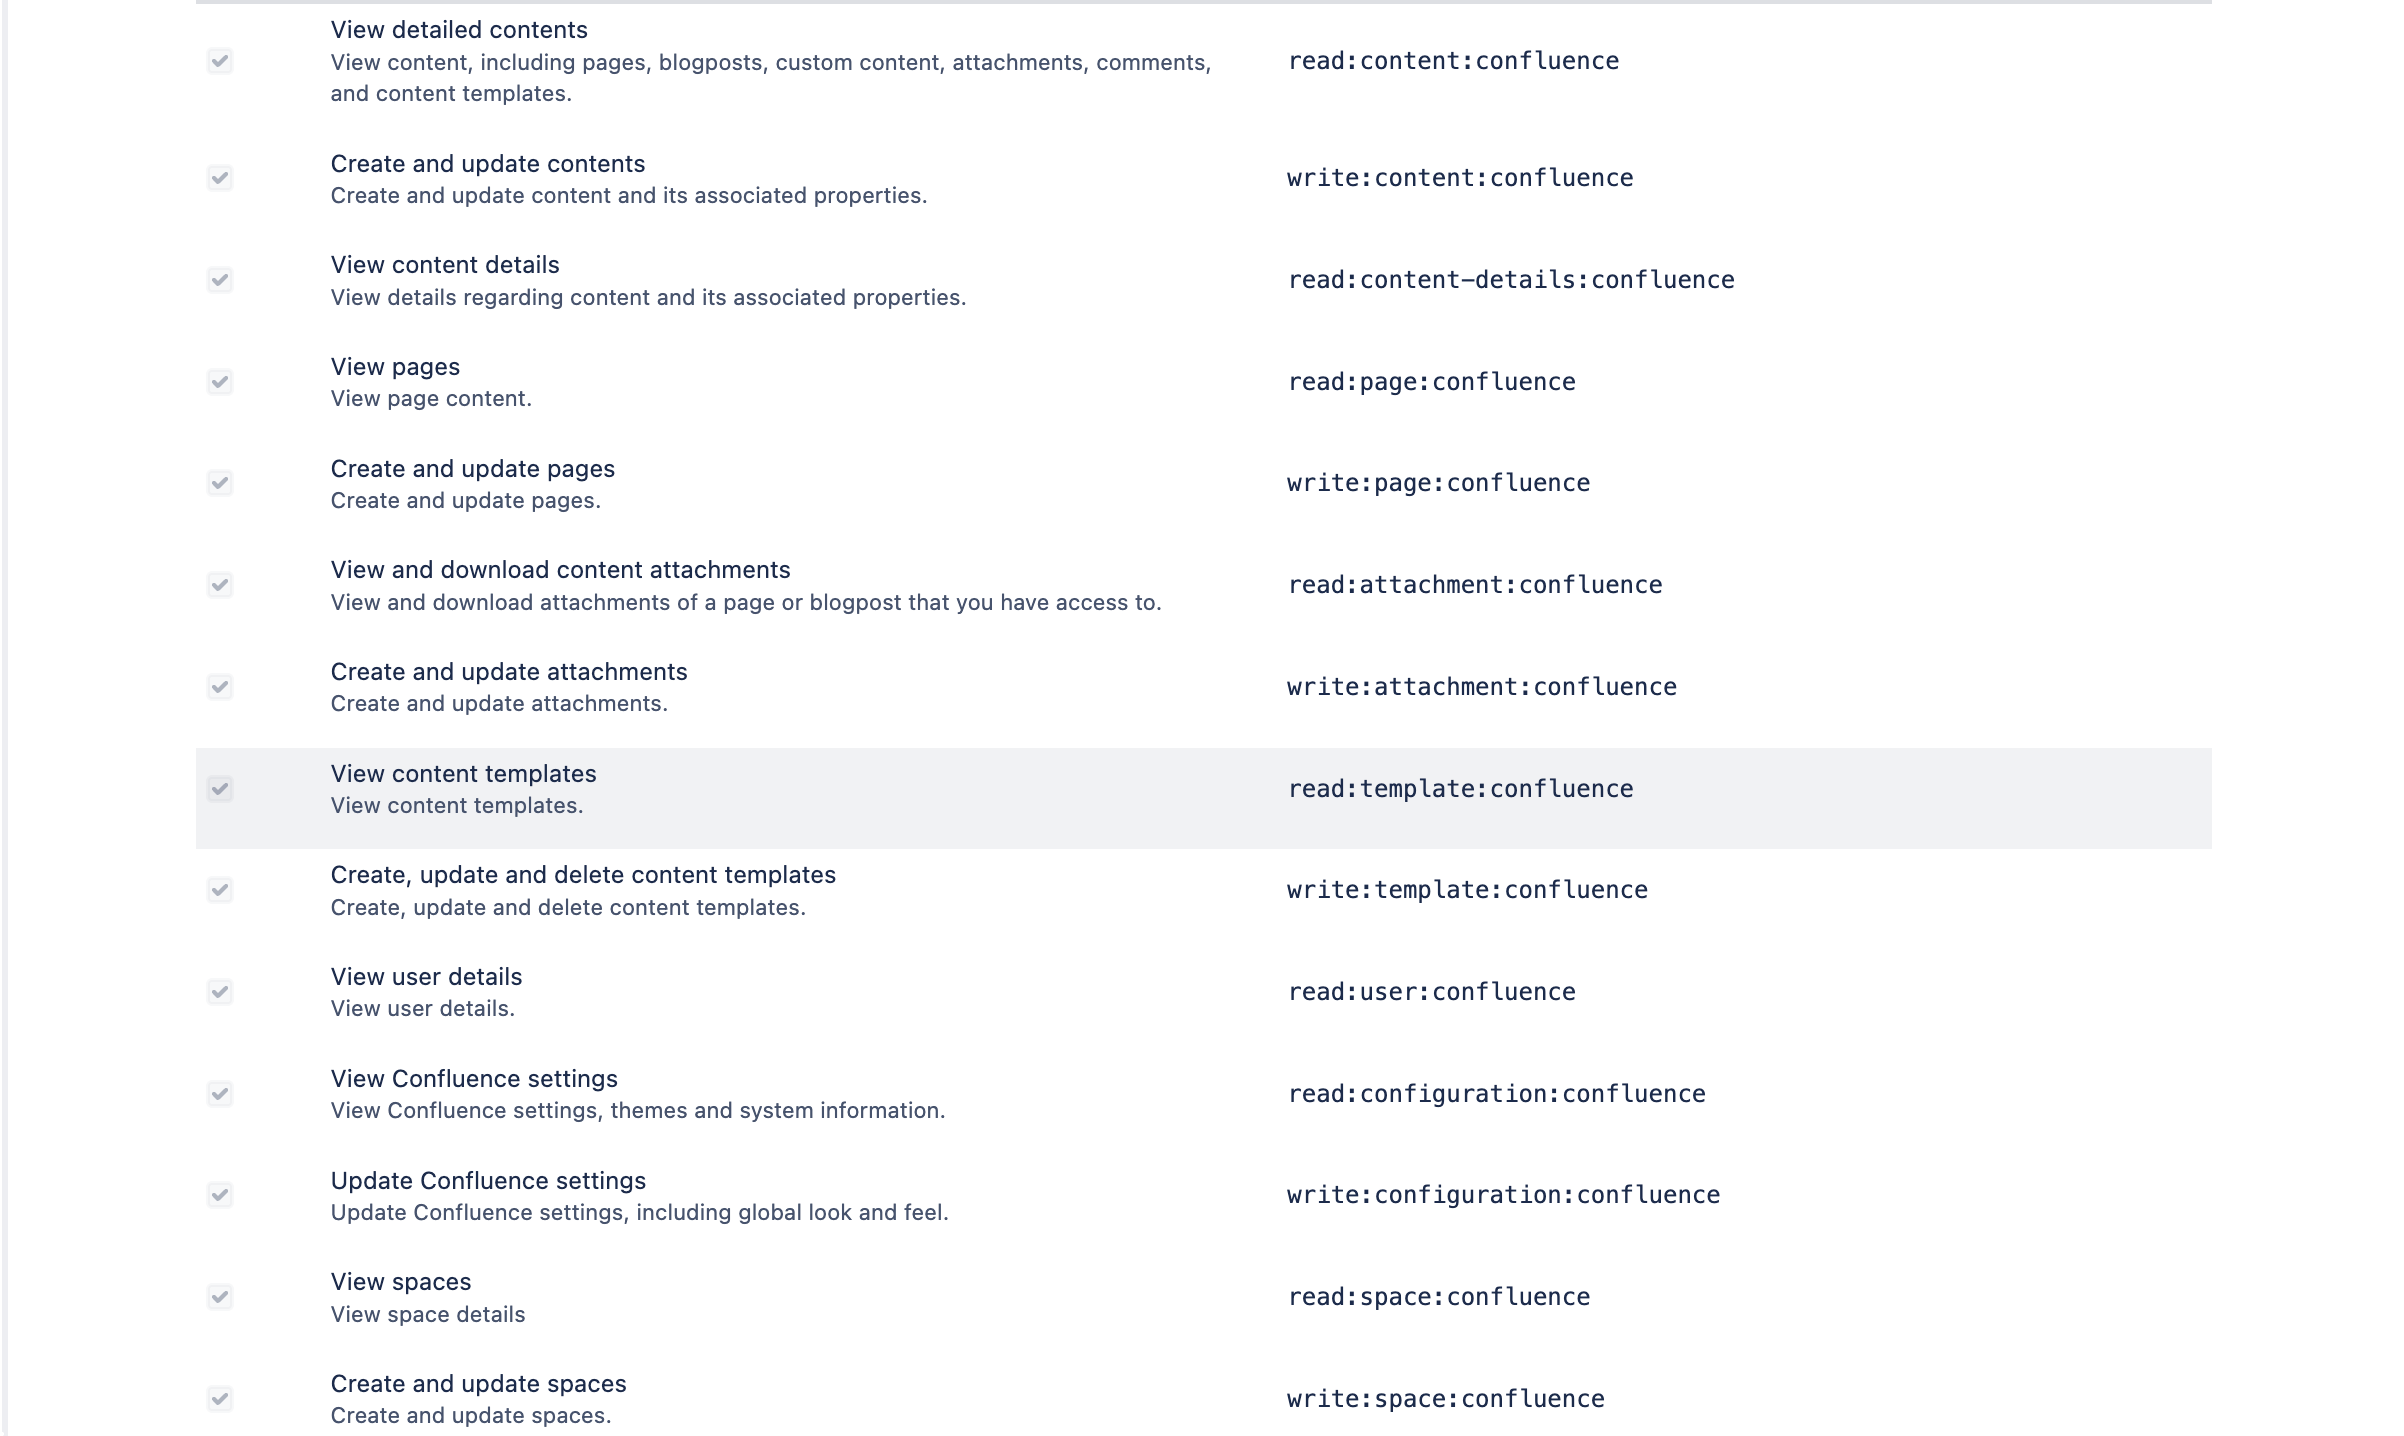 View detailed contents
View content, including pages, blogposts, custom content, attachments, comments,
and content templates.
read:content:confluence
Create and update contents
Create and update content and its associated properties.
write:content:confluence
View content details
View details regarding content and its associated properties.
read:content-details:confluence
View pages
View page content.
read:page:confluence
Create and update pages
Create and update pages.
write:page:confluence
View and download content attachments
View and download attachments of a page or blogpost that you have access to.
read:attachment:confluence
Create and update attachments
Create and update attachments.
write:attachment:confluence
View content templates
View content templates.
read:template:confluence
Create, update and delete content templates
Create, update and delete content templates.
write:template:confluence
View user details
View user details.
read:user:confluence
View Confluence settings
View Confluence settings, themes and system information.
read:configuration:confluence
Update Confluence settings
Update Confluence settings, including global look and feel.
write:configuration:confluence
View spaces
View space details
read:space:confluence
Create and update spaces
Create and update spaces.
write:space:confluence